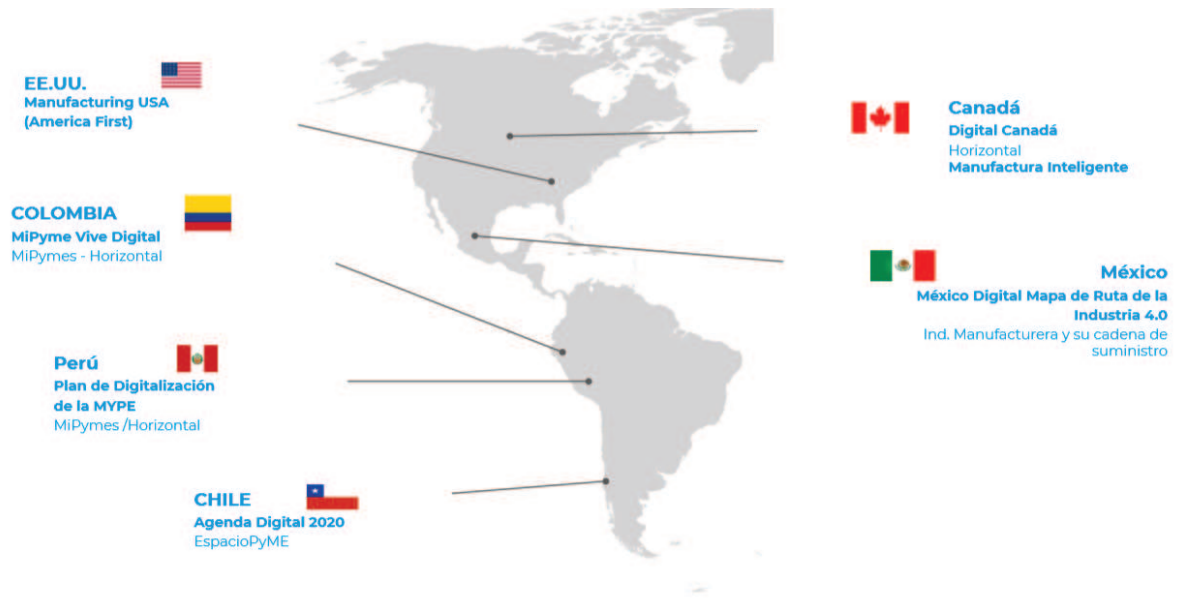 EE.UU.
Manufacturing USA
(America First)
COLOMBIA
MiPyme Vive Digital
MiPymes - Horizontal
Perú
Plan de Digitalización
de la MYPE
MiPymes /Horizontal
CHILE
Agenda Digital 2020
EspacioPyME
Canadá
Digital Canadá
Horizontal
Manufactura Inteligente
México
México Digital Mapa de Ruta de la
Industria 4.0
Ind. Manufacturera y su cadena de
suministro